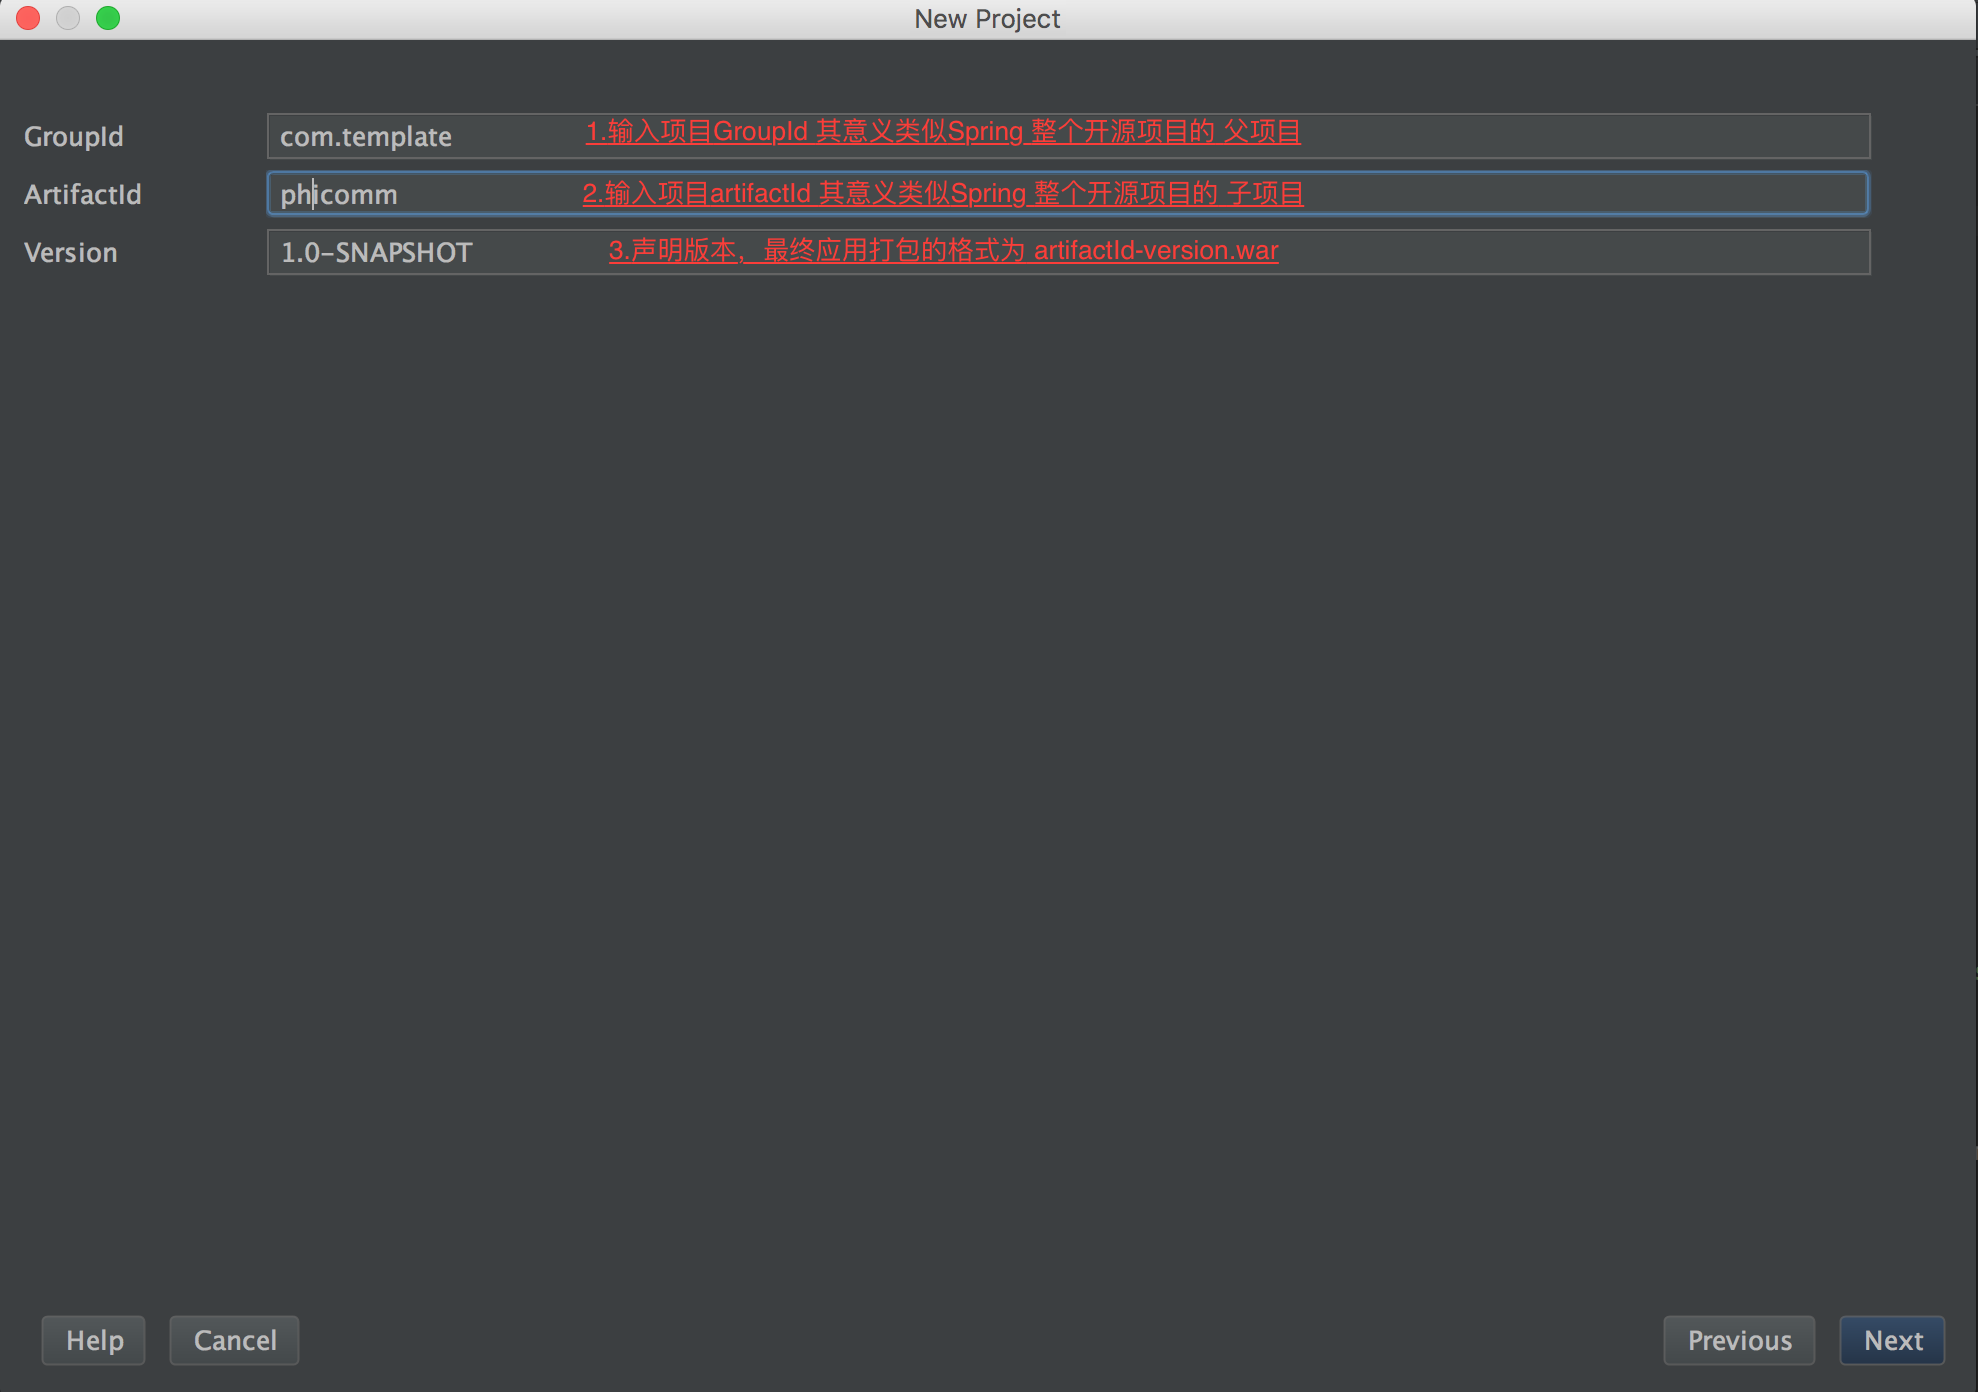 New Project
GroupId com.template 1.输入项目GroupId 其意义类似Spring 整个开源项目的 父项目
ArtifactId phicomm 2.输入项目artifactId 其意义类似Spring 整个开源项目的 子项目
Version 1.0-SNAPSHOT 3.声明版本，最终应用打包的格式为 artifactId-version.war
Help Cancel Previous Next